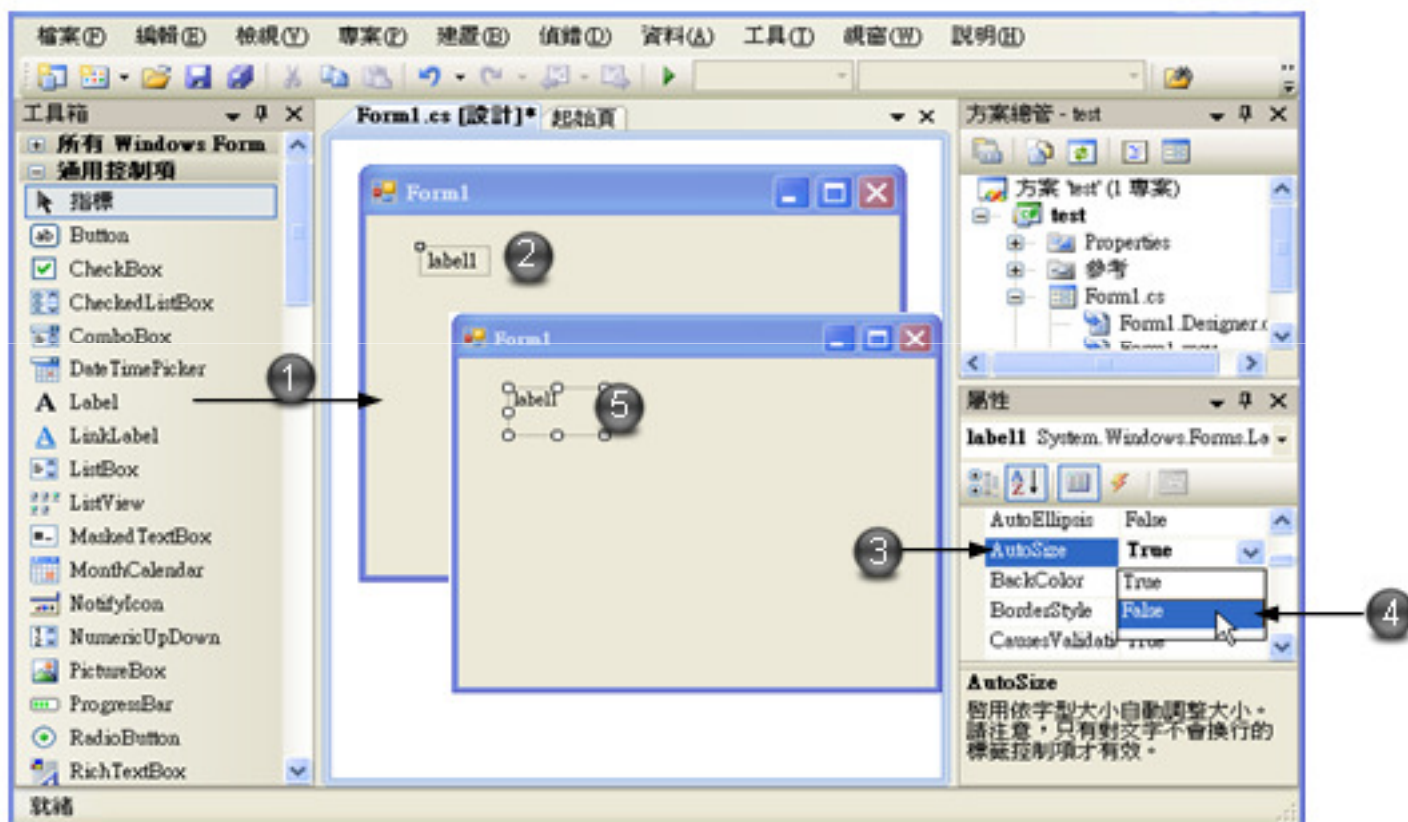 檔案(F) 編輯(E) 檢視(V) 專案(P) 建置(B) 偵錯(D) 資料(A) 工具(T) 視窗(W) 說明(H)
工具箱
所有 Windows Form
通用控制項
指標
Button
CheckBox
CheckedListBox
ComboBox
DateTimePicker
Label
LinkLabel
ListBox
ListView
MaskedTextBox
MonthCalendar
NotifyIcon
NumericUpDown
PictureBox
ProgressBar
RadioButton
RichTextBox
就緒
1
Form1.cs [設計]* 起始頁
Form1
label1
2
Form1
label1
5
方案總管 - test
方案 'test' (1 專案)
test
Properties
參考
Form1.cs
Form1.Designer.c
屬性
label1 System.Windows.Forms.La
AutoEllipsis False
3
AutoSize True
BackColor True
BorderStyle False
4
CausesValidati True
AutoSize
啟用依字型大小自動調整大小。
請注意，只有對文字不會換行的
標籤控制項才有效。